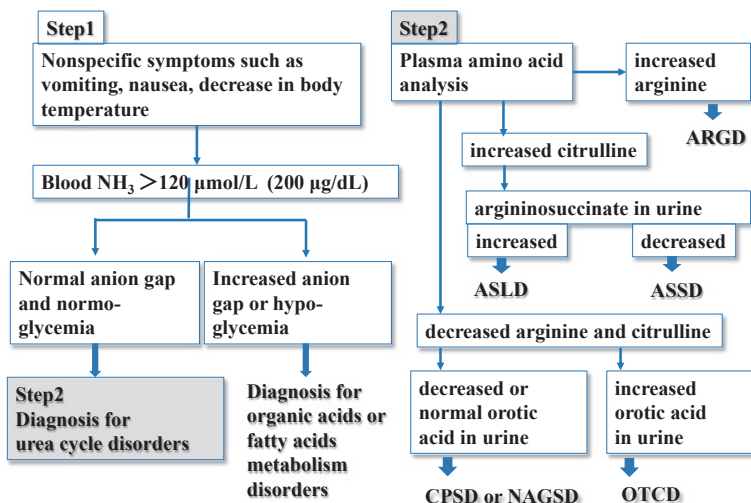 Step1
Nonspecific symptoms such as
vomiting, nausea, decrease in body
temperature
Blood NH₃ >120 μmol/L (200 μg/dL)
Normal anion gap
and normo-
glycemia
Increased anion
gap or hypo-
glycemia
Step2
Diagnosis for
urea cycle disorders
Diagnosis for
organic acids or
fatty acids
metabolism
disorders
Step2
Plasma amino acid
analysis
increased
arginine
ARGD
increased citrulline
argininosuccinate in urine
increased
decreased
ASLD
ASSD
decreased arginine and citrulline
decreased or
normal orotic
acid in urine
increased
orotic acid
in urine
CPSD or NAGSD
OTCD